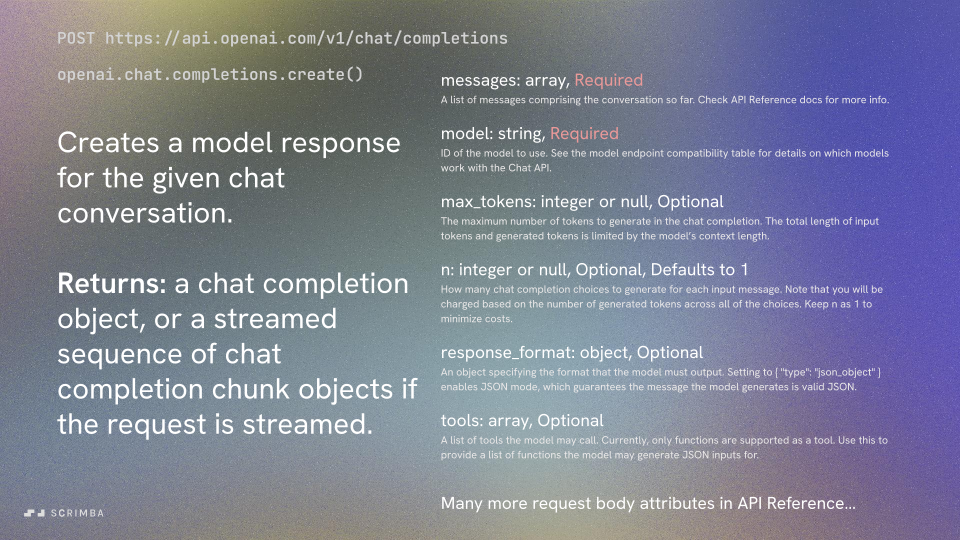 POST https://api.openai.com/v1/chat/completions
openai.chat.completions.create()
Creates a model response
for the given chat
conversation.
Returns: a chat completion
object, or a streamed
sequence of chat
completion chunk objects if
the request is streamed.
messages: array, Required
A list of messages comprising the conversation so far. Check API Reference docs for more info.
model: string, Required
ID of the model to use. See the model endpoint compatibility table for details on which models
work with the Chat API.
max_tokens: integer or null, Optional
The maximum number of tokens to generate in the chat completion. The total length of input
tokens and generated tokens is limited by the model's context length.
n: integer or null, Optional, Defaults to 1
How many chat completion choices to generate for each input message. Note that you will be
charged based on the number of generated tokens across all of the choices. Keep n as 1 to
minimize costs.
response_format: object, Optional
An object specifying the format that the model must output. Setting to { "type": "json_object" }
enables JSON mode, which guarantees the message the model generates is valid JSON.
tools: array, Optional
A list of tools the model may call. Currently, only functions are supported as a tool. Use this to
provide a list of functions the model may generate JSON inputs for.
Many more request body attributes in API Reference...
SCRIMBA